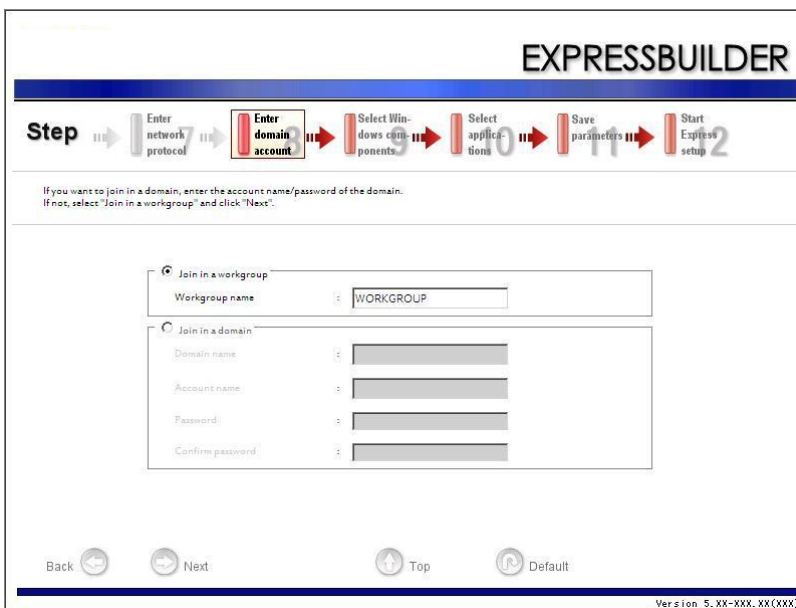 EXPRESSBUILDER
Step
Enter
network
protocol
7
Enter
domain
account
8
Select Win-
dows com-
ponents
9
Select
applica-
tions
10
Save
parameters
11
Start
Express
setup
12
If you want to join in a domain, enter the account name/password of the domain.
If not, select "Join in a workgroup" and click "Next".
Join in a workgroup
Workgroup name : WORKGROUP
Join in a domain
Domain name :
Account name :
Password :
Confirm password :
Back Next Top Default
Version 5.XX-XXX.XX(XXX)